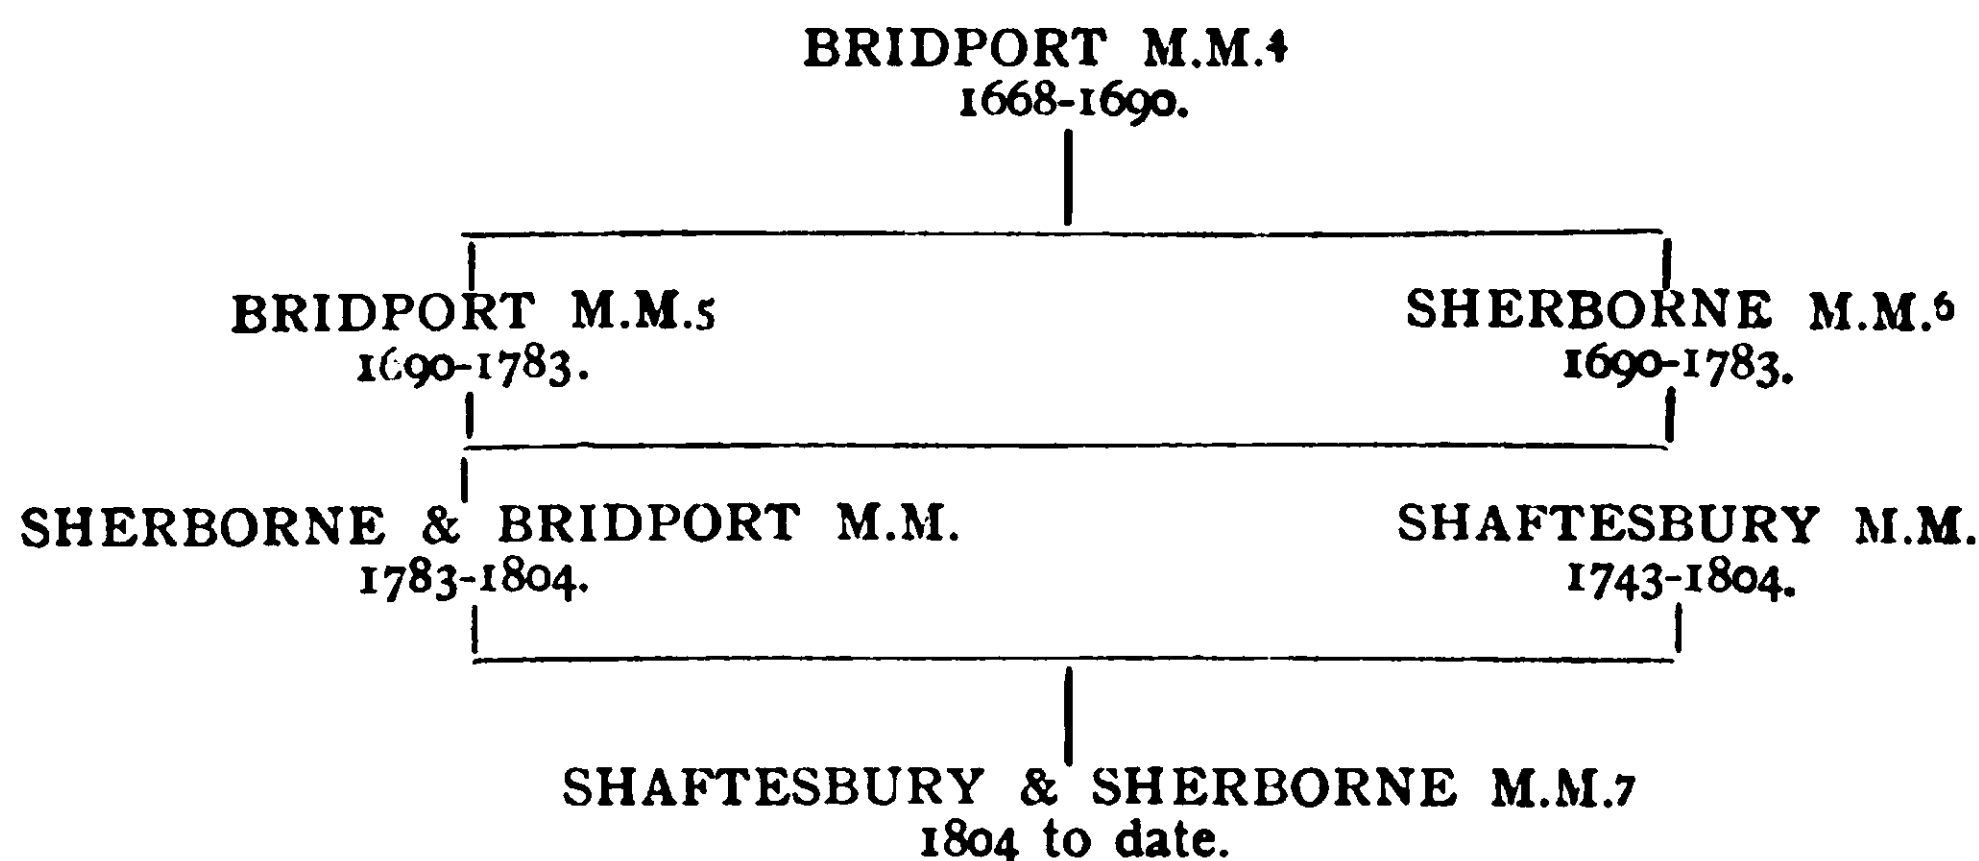 BRIDPORT M.M.4
1668-1690.
BRIDPORT M.M.5
1690-1783.
SHERBORNE M.M.6
1690-1783.
SHERBORNE & BRIDPORT M.M.
1783-1804.
SHAFTESBURY M.M.
1743-1804.
SHAFTESBURY & SHERBORNE M.M.7
1804 to date.